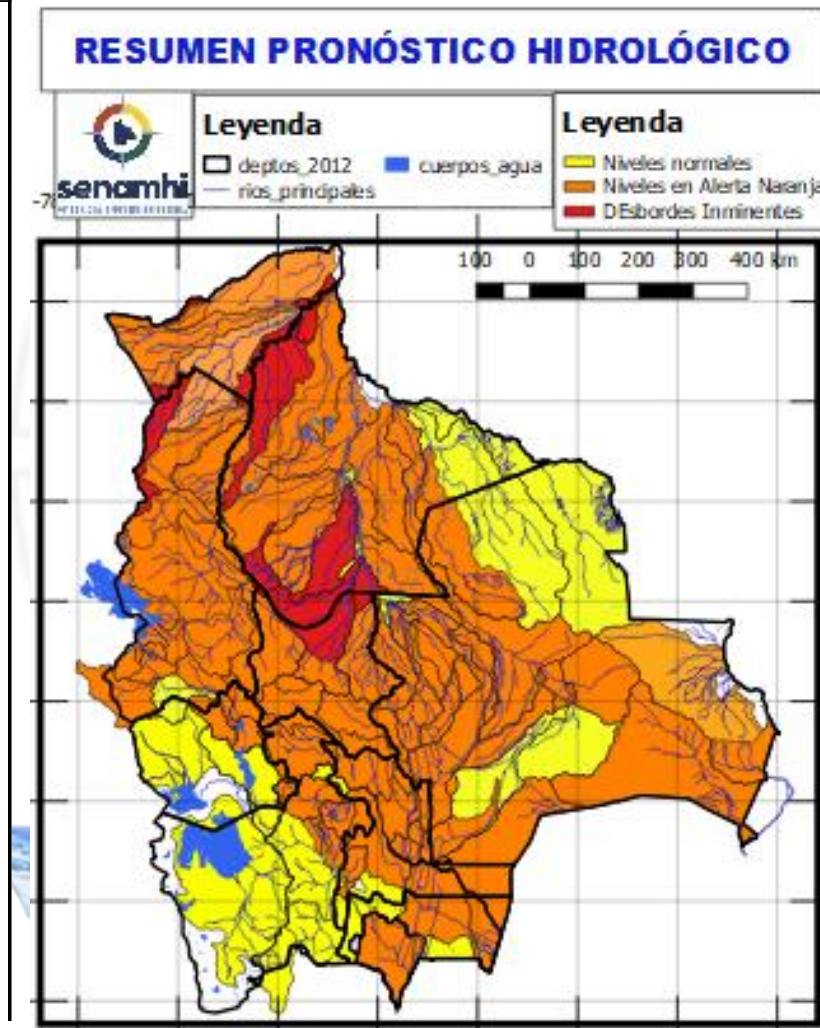 RESUMEN PRONÓSTICO HIDROLÓGICO
senamhi
Leyenda
deptos_2012
cuerpos_agua
rios_principales
Leyenda
Niveles normales
Niveles en Alerta Naranja
DEsbordes Inminentes
100 0 100 200 300 400 km